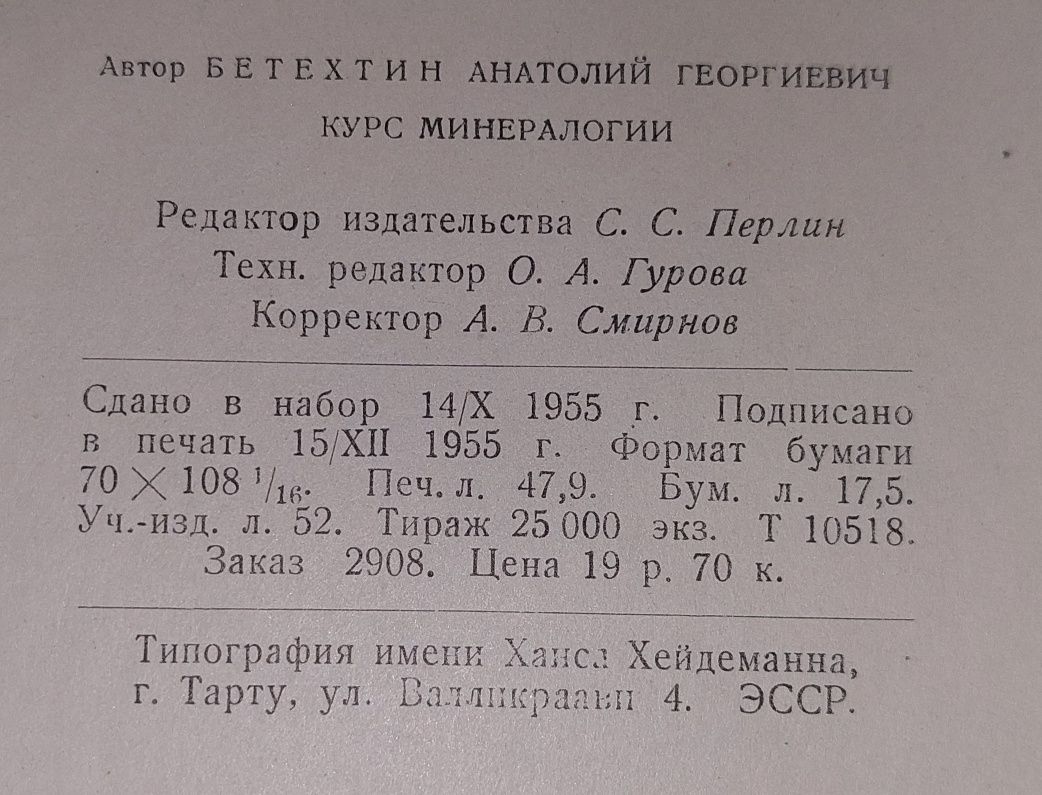 Автор БЕТЕХТИН АНАТОЛИЙ ГЕОРГИЕВИЧ
КУРС МИНЕРАЛОГИИ
Редактор издательства С. С. Перлин
Техн. редактор О. А. Гурова
Корректор А. В. Смирнов
Сдано в набор 14/X 1955 г. Подписано
в печать 15/XII 1955 г. Формат бумаги
70 × 108 1/16. Печ. л. 47,9. Бум. л. 17,5.
Уч.-изд. л. 52. Тираж 25 000 экз. Т 10518.
Заказ 2908. Цена 19 р. 70 к.
Типография имени Ханса Хейдеманна,
г. Тарту, ул. Валликраави 4. ЭССР.